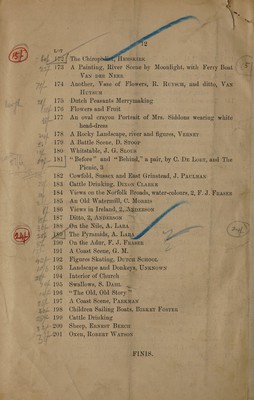 12
172 The Chiropodist, HENDRIKE
173 A Painting, River Scene by Moonlight, with Ferry Boat
VAN DER NEER
174 Another, Vase of Flowers, R. HUTSCH, and ditto, VAN
HUTSCH
175 Dutch Peasants Merrymaking
176 Flowers and Fruit
177 An oval crayon Portrait of Mrs. Siddons wearing white
head-dress
178 A Rocky Landscape, river and figures, VERNET
179 A Battle Scene, D. STOOP
180 Whitstable, J. G.
181 "Before" and "Behind," a pair, by C. DE LORT, and The
Picnic, 3
182 Cowfold, Sussex and East Grinstead, J. PAULMAN
183 Cattle Drinking, DIXON CLARKE
184 Views on the Norfolk Broads, water-colours, 2, F. J. FRASER
185 An Old Watermill, C. MORRIS
186 Views in Ireland, 2, ANDERSON
187 Ditto, 2, ANDERSON
188 On the Nile, A. LARA
189 The Pyramids, A. LARA
190 On the Adur, F. J. FRASER
191 A Coast Scene, G. M.
192 Figures Skating, DUTCH SCHOOL
193 Landscape and Donkeys, UNKNOWN
194 Interior of Church
195 Swallows, S. DAHL
196 "The Old, Old Story"
197 A Coast Scene, PARKMAN
198 Children Sailing Boats, BIRKET FOSTER
199 Cattle Drinking
200 Sheep, ERNEST BEECH
201 Oxen, ROBERT WATSON
FINIS.